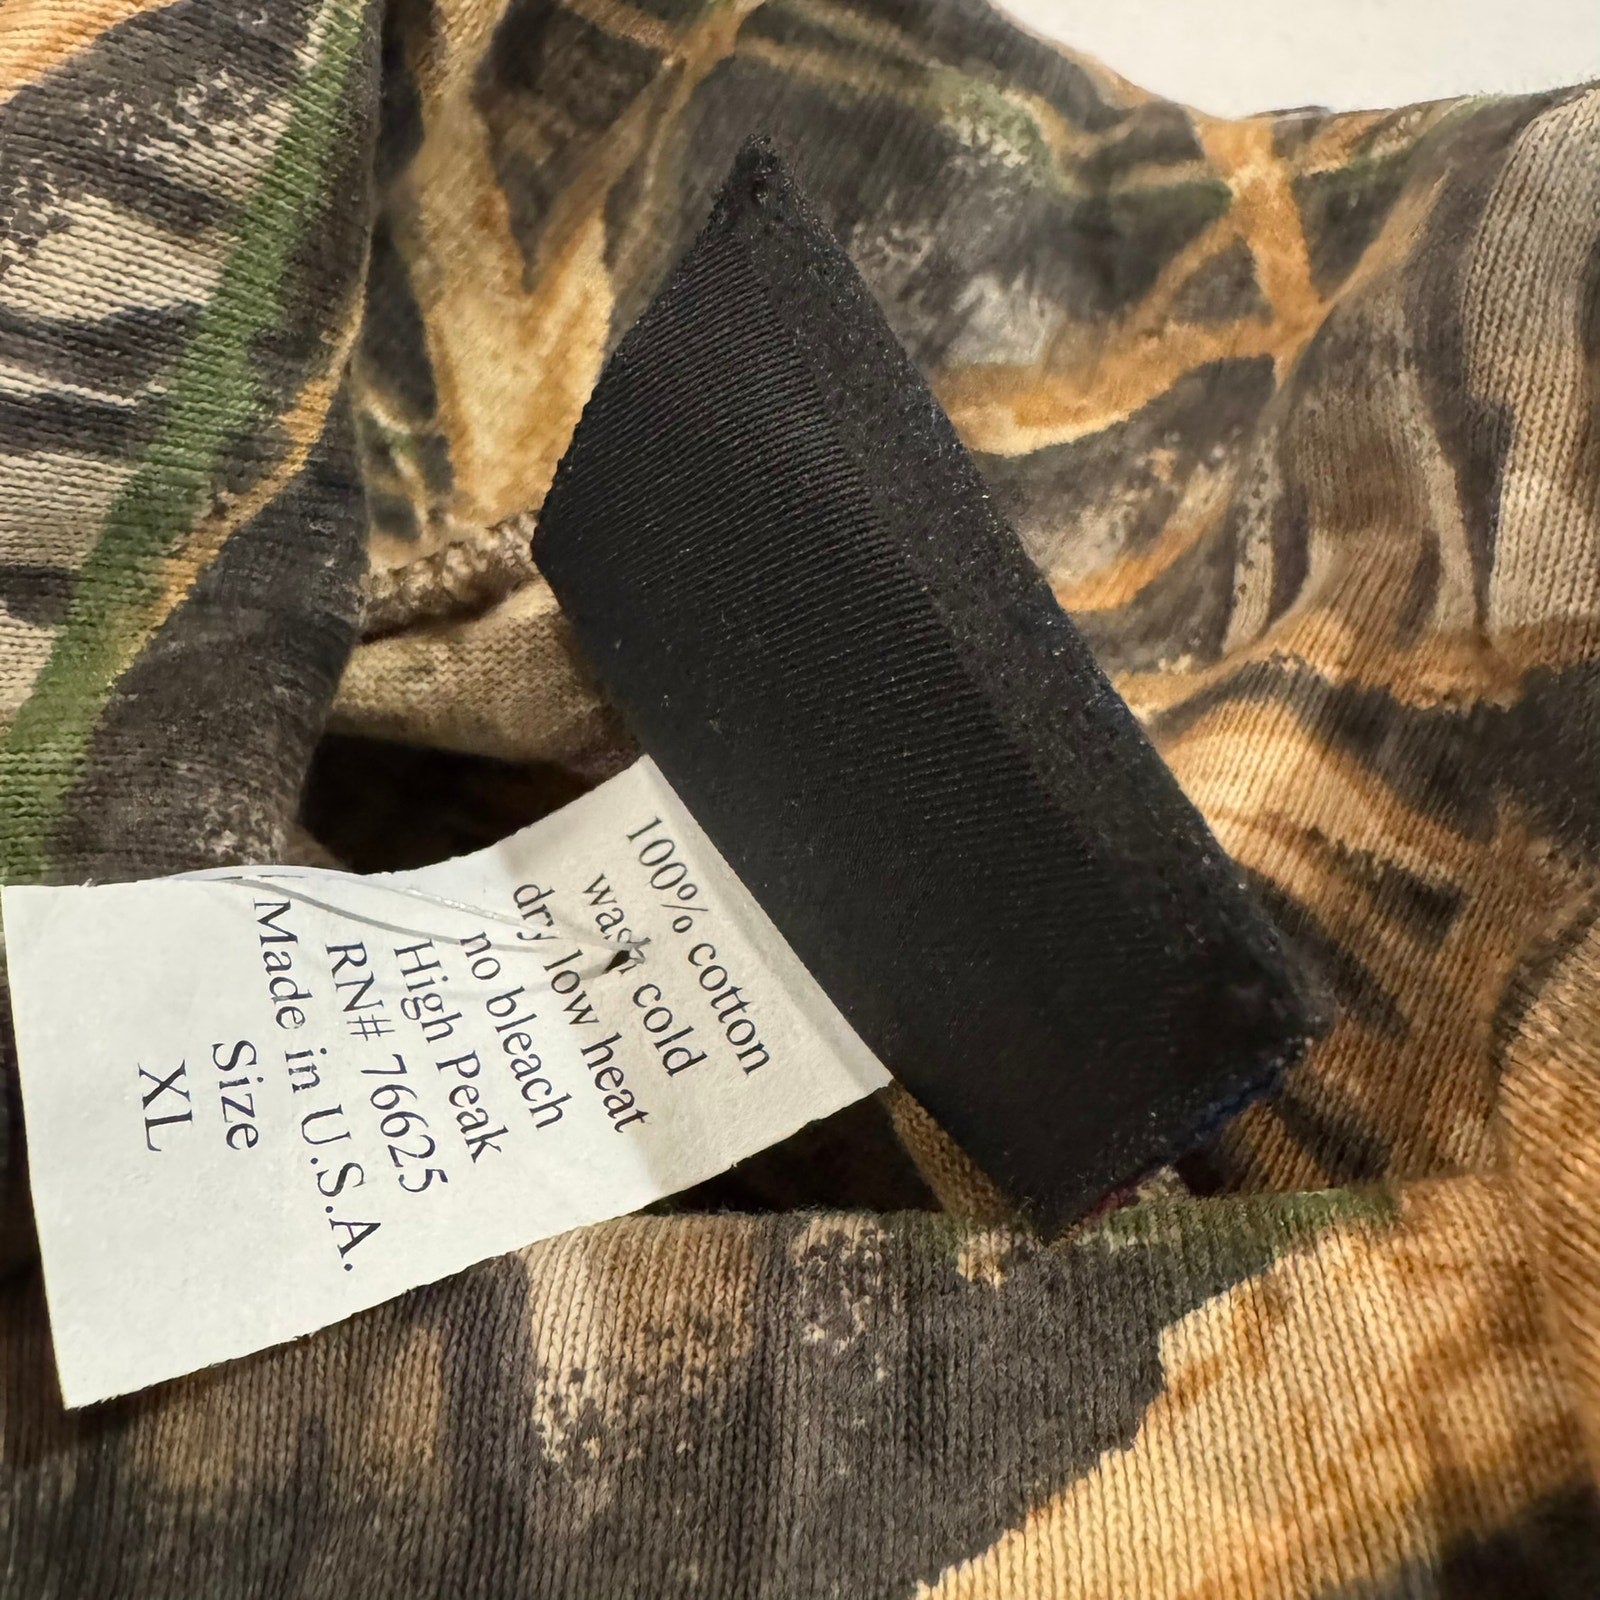 100% cotton
wash cold
dry low heat
no bleach
High Peak
RN# 76625
Made in U.S.A.
Size
XL